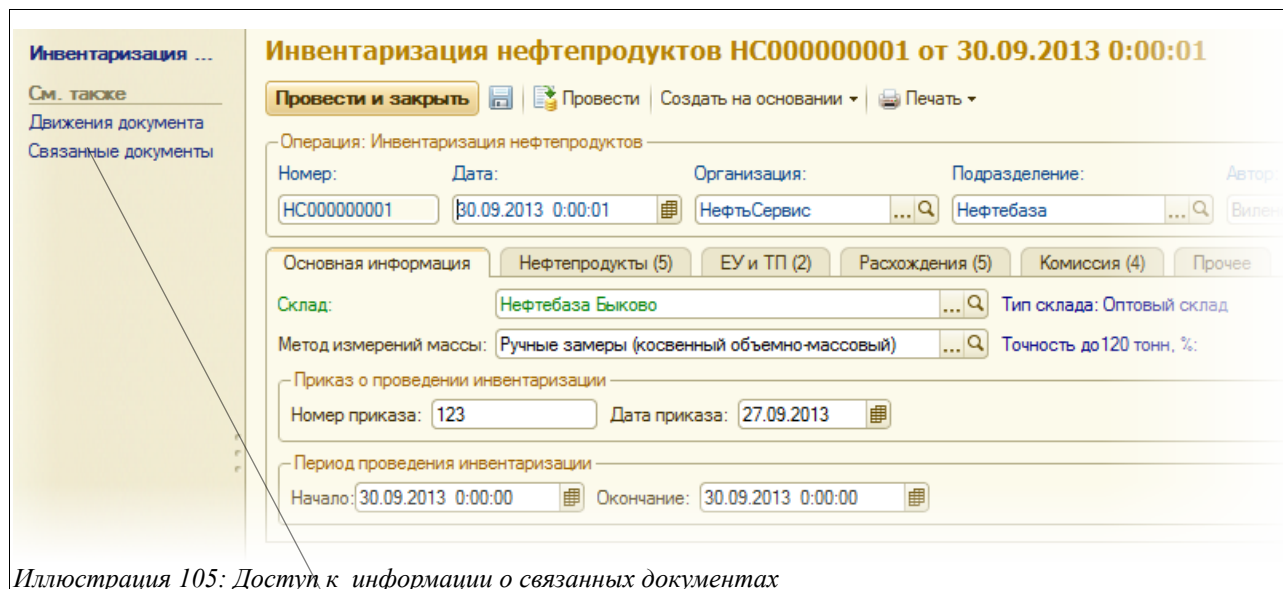 Инвентаризация ...
См. также
Движения документа
Связанные документы
Инвентаризация нефтепродуктов НС000000001 от 30.09.2013 0:00:01
Провести и закрыть Провести Создать на основании Печать
Операция: Инвентаризация нефтепродуктов
Номер: Дата: Организация: Подразделение: Автор:
НС000000001 30.09.2013 0:00:01 НефтьСервис ... Нефтебаза ...
Основная информация Нефтепродукты (5) ЕУ и ТП (2) Расхождения (5) Комиссия (4) Прочее
Склад: Нефтебаза Быково ... Тип склада: Оптовый склад
Метод измерений массы: Ручные замеры (косвенный объемно-массовый) ... Точность до120 тонн, %:
Приказ о проведении инвентаризации
Номер приказа: 123 Дата приказа: 27.09.2013
Период проведения инвентаризации
Начало: 30.09.2013 0:00:00 Окончание: 30.09.2013 0:00:00
Иллюстрация 105: Доступ к информации о связанных документах